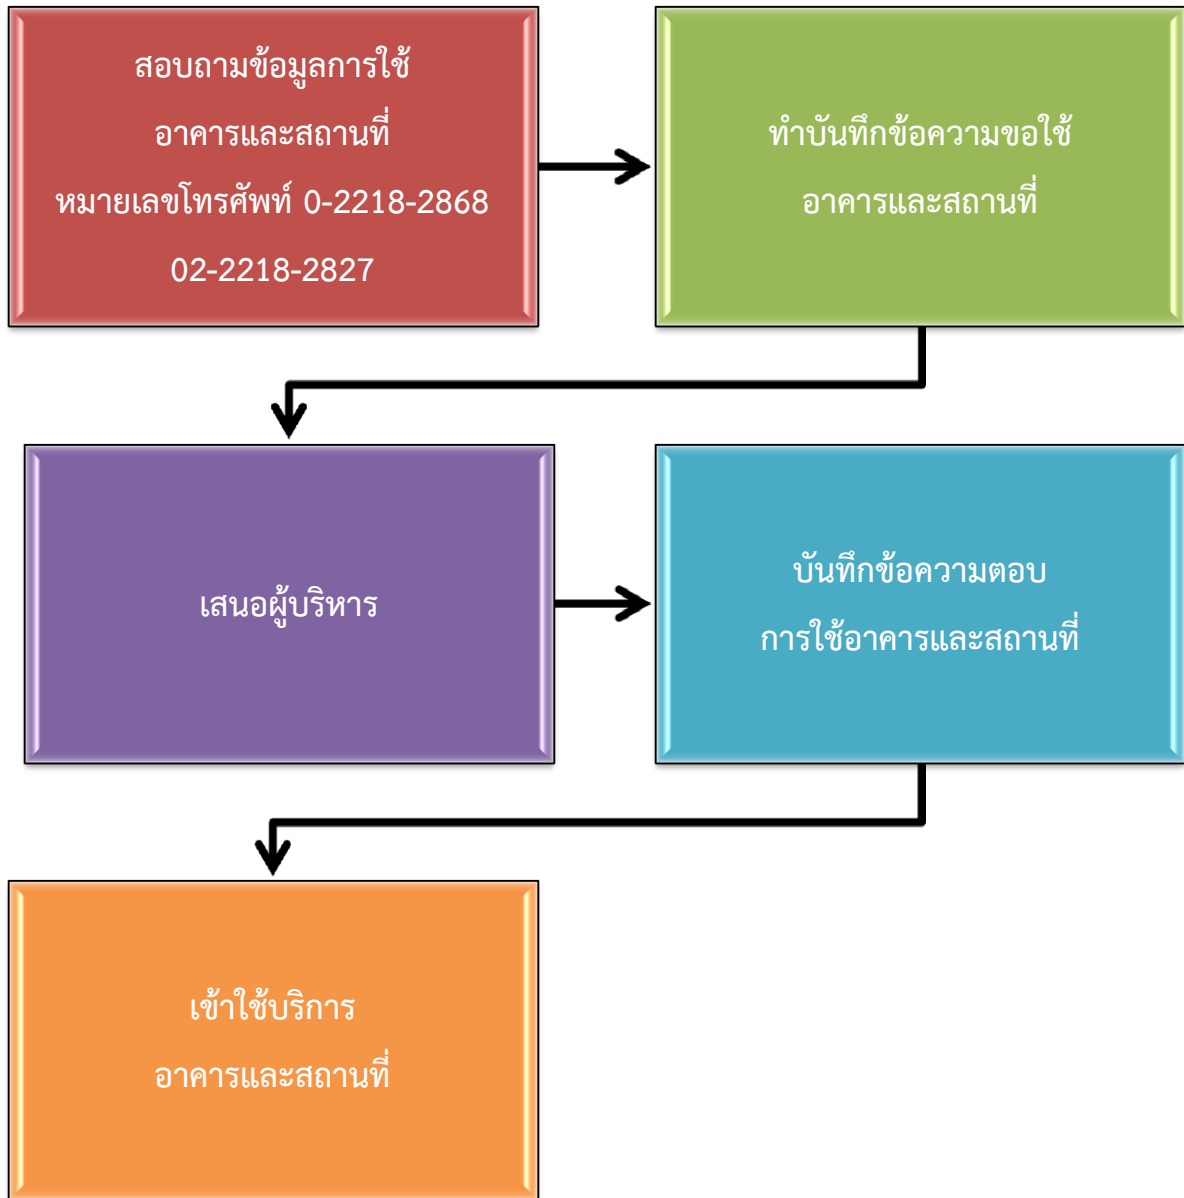 สอบถามข้อมูลการใช้
อาคารและสถานที่
หมายเลขโทรศัพท์ 0-2218-2868
02-2218-2827
ทำบันทึกข้อความขอใช้
อาคารและสถานที่
เสนอผู้บริหาร
บันทึกข้อความตอบ
การใช้อาคารและสถานที่
เข้าใช้บริการ
อาคารและสถานที่